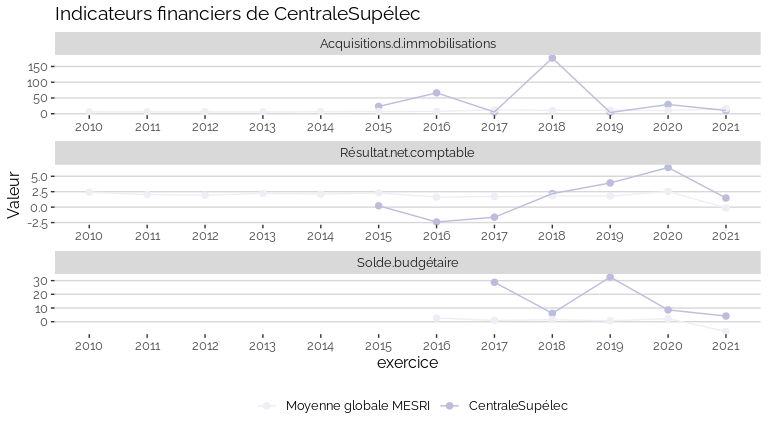 Indicateurs financiers de CentraleSupélec
Acquisitions.d.immobilisations
150
100
50
0
2010 2011 2012 2013 2014 2015 2016 2017 2018 2019 2020 2021
Résultat.net.comptable
Valeur
5.0
2.5
0.0
−2.5
2010 2011 2012 2013 2014 2015 2016 2017 2018 2019 2020 2021
Solde.budgétaire
30
20
10
0
2010 2011 2012 2013 2014 2015 2016 2017 2018 2019 2020 2021
exercice
Moyenne globale MESRI CentraleSupélec